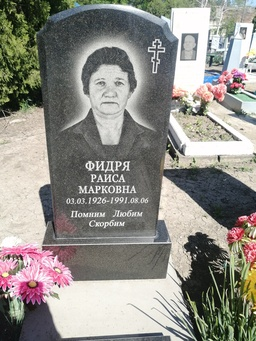 ФИДРЯ
РАИСА
МАРКОВНА
03.03.1926-1991.08.06
Помним Любим
Скорбим